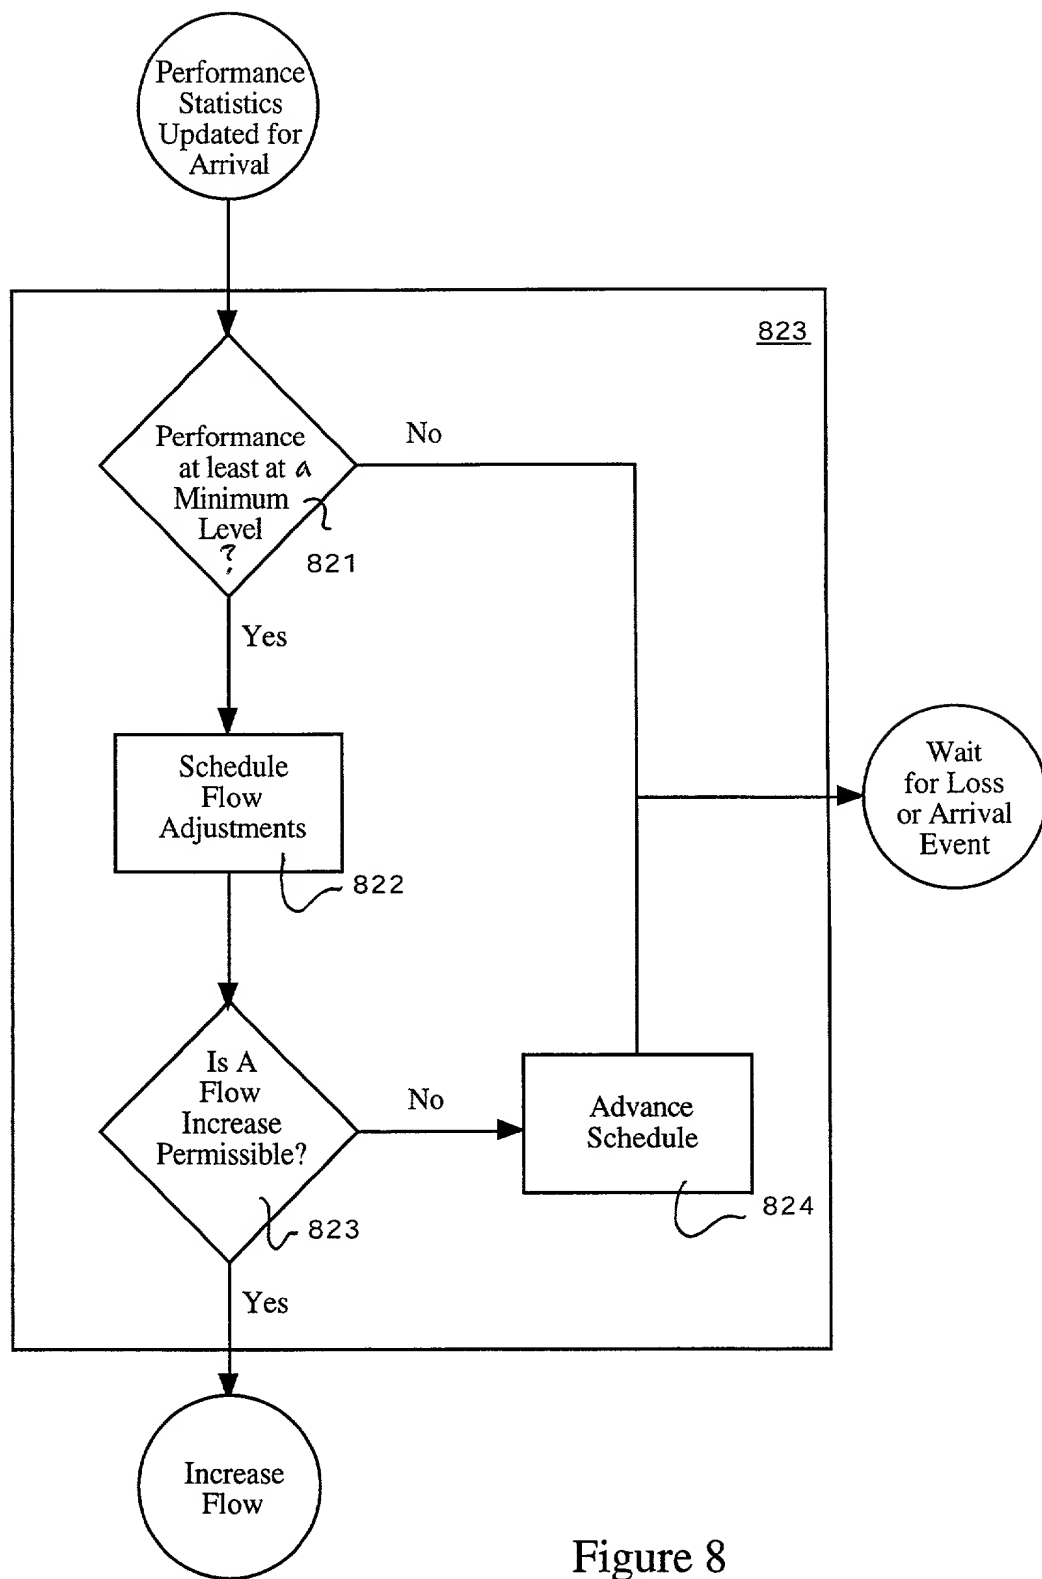 Performance
Statistics
Updated for
Arrival
823
Performance
at least at a
Minimum
Level
?
821
No
Yes
Schedule
Flow
Adjustments
822
Wait
for Loss
or Arrival
Event
Is A
Flow
Increase
Permissible?
823
No
Advance
Schedule
824
Yes
Increase
Flow
Figure 8